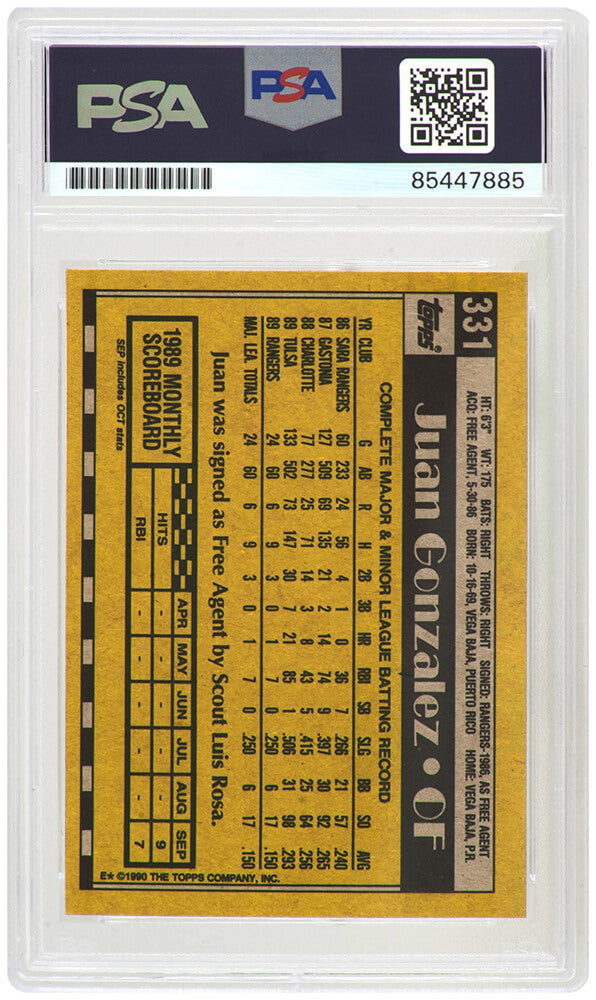 PSA
PSA
85447885
331
HT: 6'3" WT: 175 BATS: RIGHT THROWS: RIGHT SIGNED: RANGERS-1986, AS FREE AGENT
ACQ: FREE AGENT, 5-30-86 BORN: 10-16-69, VEGA BAJA, PUERTO RICO HOME: VEGA BAJA, P.R.
topps® Juan Gonzalez • OF
COMPLETE MAJOR & MINOR LEAGUE BATTING RECORD
YR CLUB G AB R H 2B 3B HR RBI SB SLG BB SO AVG
86 SARA. RANGERS 60 233 24 56 4 1 0 36 7 .266 21 57 .240
87 GASTONIA 127 509 69 135 21 2 14 74 9 .397 30 92 .265
88 CHARLOTTE 77 277 25 71 14 3 8 43 5 .415 25 64 .256
89 TULSA 133 502 73 147 30 7 21 85 1 .506 31 98 .293
89 RANGERS 24 60 6 9 3 0 1 7 0 .250 6 17 .150
MAJ. LEA. TOTALS 24 60 6 9 3 0 1 7 0 .250 6 17 .150
Juan was signed as Free Agent by Scout Luis Rosa.
1989 MONTHLY
SCOREBOARD
APR MAY JUN JUL AUG SEP
HITS - - - - - 9
RBI - - - - - 7
SEP includes OCT stats
E* ©1990 THE TOPPS COMPANY, INC.